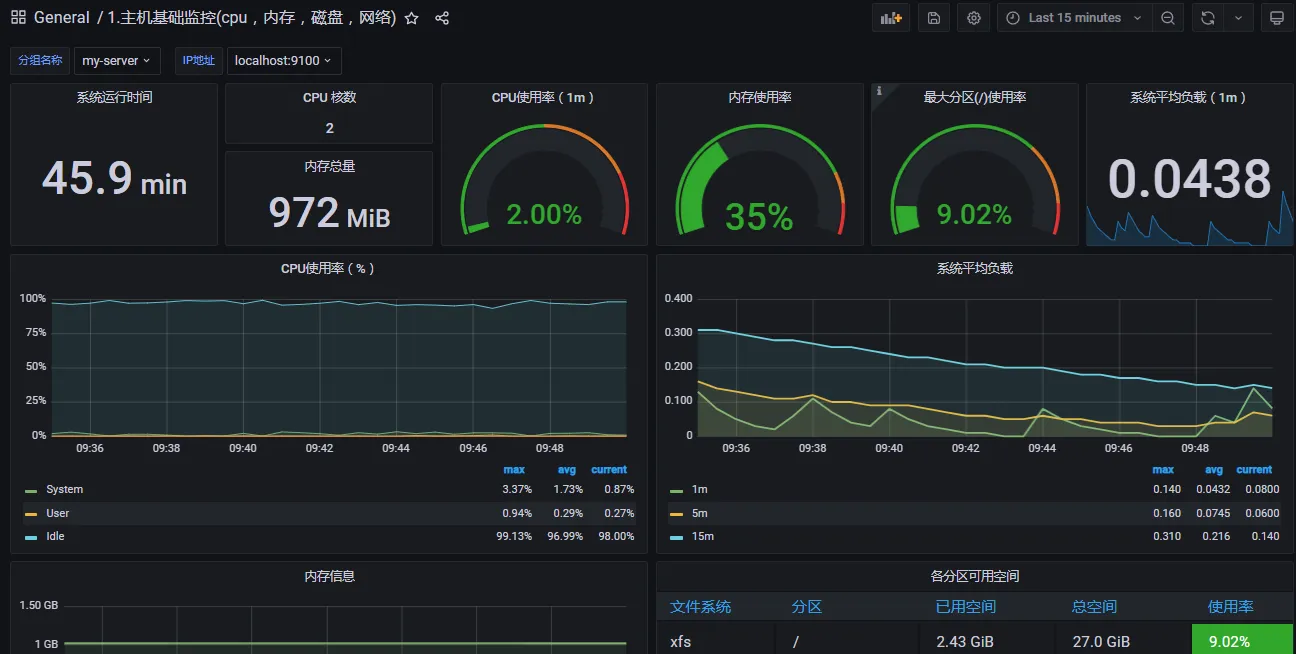 General / 1.主机基础监控(cpu，内存，磁盘，网络)
Last 15 minutes
分组名称 my-server IP地址 localhost:9100
系统运行时间
45.9 min
CPU 核数
2
内存总量
972 MiB
CPU使用率（1m）
2.00%
内存使用率
35%
i
最大分区(/)使用率
9.02%
系统平均负载（1m）
0.0438
CPU使用率（%）
100%
75%
50%
25%
0%
09:36 09:38 09:40 09:42 09:44 09:46 09:48
max avg current
System 3.37% 1.73% 0.87%
User 0.94% 0.29% 0.27%
Idle 99.13% 96.99% 98.00%
系统平均负载
0.400
0.300
0.200
0.100
0
09:36 09:38 09:40 09:42 09:44 09:46 09:48
max avg current
1m 0.140 0.0432 0.0800
5m 0.160 0.0745 0.0600
15m 0.310 0.216 0.140
内存信息
1.50 GB
1 GB
各分区可用空间
文件系统 分区 已用空间 总空间 使用率
xfs / 2.43 GiB 27.0 GiB 9.02%